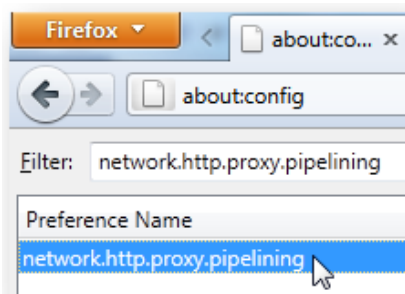 Firefox
about:co...
about:config
Filter: network.http.proxy.pipelining
Preference Name
network.http.proxy.pipelining